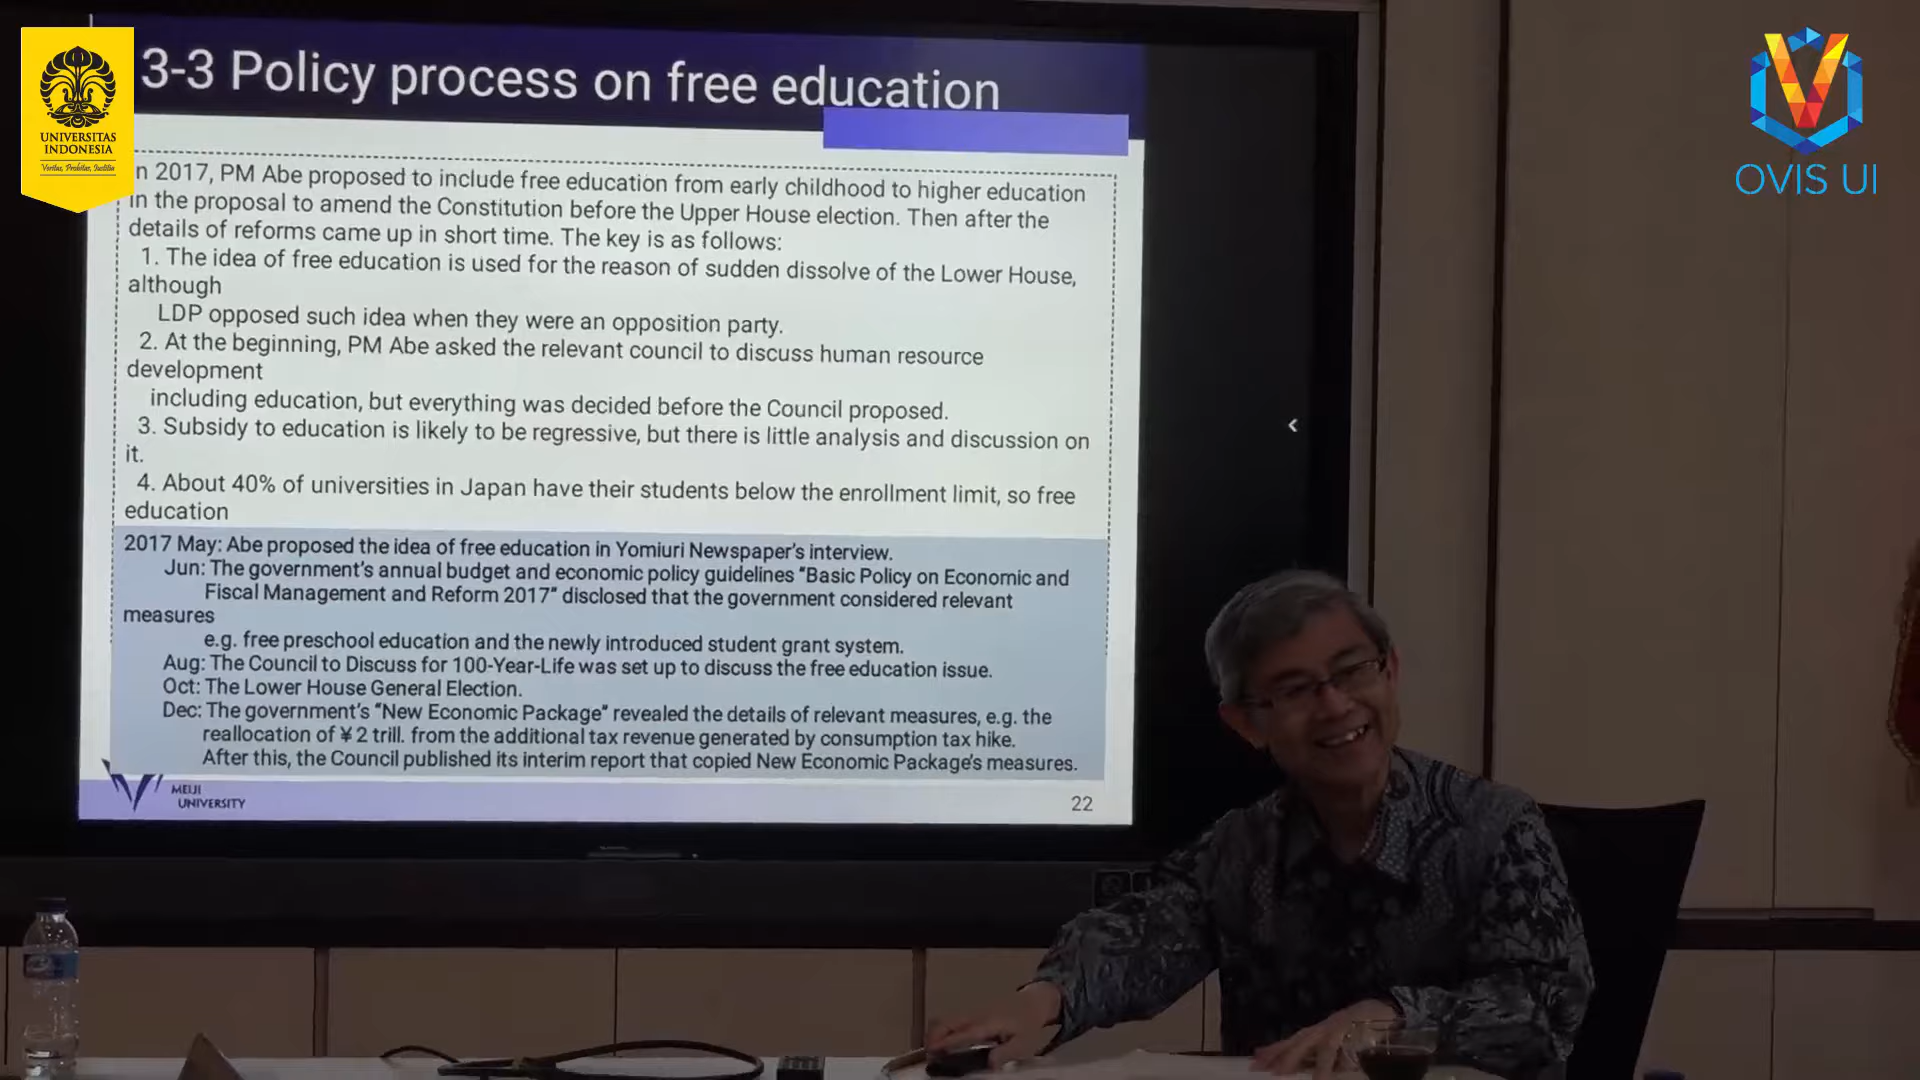 3-3 Policy process on free education
n 2017, PM Abe proposed to include free education from early childhood to higher education
in the proposal to amend the Constitution before the Upper House election. Then after the
details of reforms came up in short time. The key is as follows:
1. The idea of free education is used for the reason of sudden dissolve of the Lower House,
although
LDP opposed such idea when they were an opposition party.
2. At the beginning, PM Abe asked the relevant council to discuss human resource
development
including education, but everything was decided before the Council proposed.
3. Subsidy to education is likely to be regressive, but there is little analysis and discussion on
it.
4. About 40% of universities in Japan have their students below the enrollment limit, so free
education
2017 May: Abe proposed the idea of free education in Yomiuri Newspaper's interview.
Jun: The government's annual budget and economic policy guidelines "Basic Policy on Economic and
Fiscal Management and Reform 2017" disclosed that the government considered relevant
measures
e.g. free preschool education and the newly introduced student grant system.
Aug: The Council to Discuss for 100-Year-Life was set up to discuss the free education issue.
Oct: The Lower House General Election.
Dec: The government's "New Economic Package" revealed the details of relevant measures, e.g. the
reallocation of ¥2 trill. from the additional tax revenue generated by consumption tax hike.
After this, the Council published its interim report that copied New Economic Package's measures.
MEIJI
UNIVERSITY
22
UNIVERSITAS
INDONESIA
Veritas, Probitas, Iustitia
OVIS UI